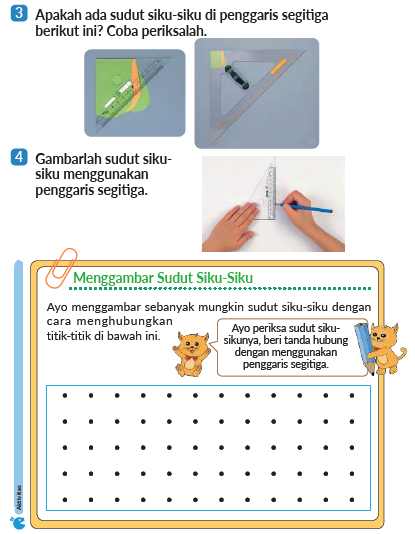 3 Apakah ada sudut siku-siku di penggaris segitiga
berikut ini? Coba periksalah.
4 Gambarlah sudut siku-
siku menggunakan
penggaris segitiga.
Menggambar Sudut Siku-Siku
Ayo menggambar sebanyak mungkin sudut siku-siku dengan
cara menghubungkan
titik-titik di bawah ini.
Ayo periksa sudut siku-
sikunya, beri tanda hubung
dengan menggunakan
penggaris segitiga.
Aktivitas